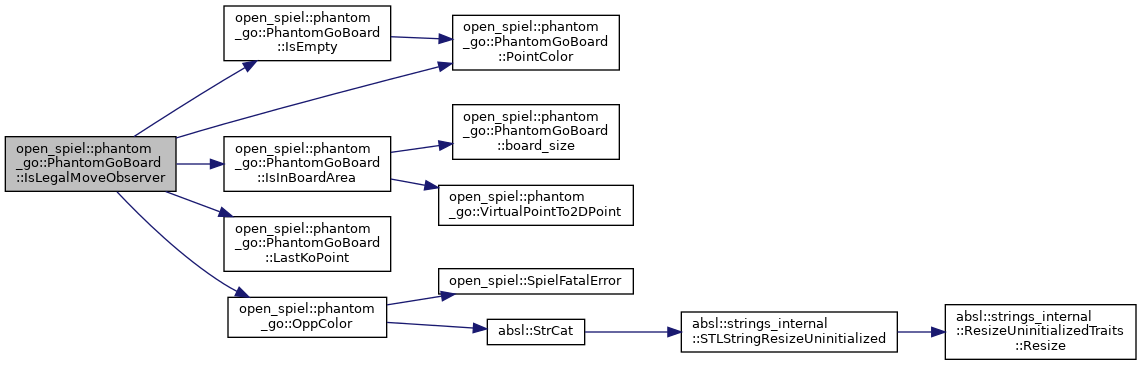 open_spiel::phantom
_go::PhantomGoBoard
::IsLegalMoveObserver
open_spiel::phantom
_go::PhantomGoBoard
::IsEmpty
open_spiel::phantom
_go::PhantomGoBoard
::PointColor
open_spiel::phantom
_go::PhantomGoBoard
::IsInBoardArea
open_spiel::phantom
_go::PhantomGoBoard
::board_size
open_spiel::phantom
_go::VirtualPointTo2DPoint
open_spiel::phantom
_go::PhantomGoBoard
::LastKoPoint
open_spiel::phantom
_go::OppColor
open_spiel::SpielFatalError
absl::StrCat
absl::strings_internal
::STLStringResizeUninitialized
absl::strings_internal
::ResizeUninitializedTraits
::Resize